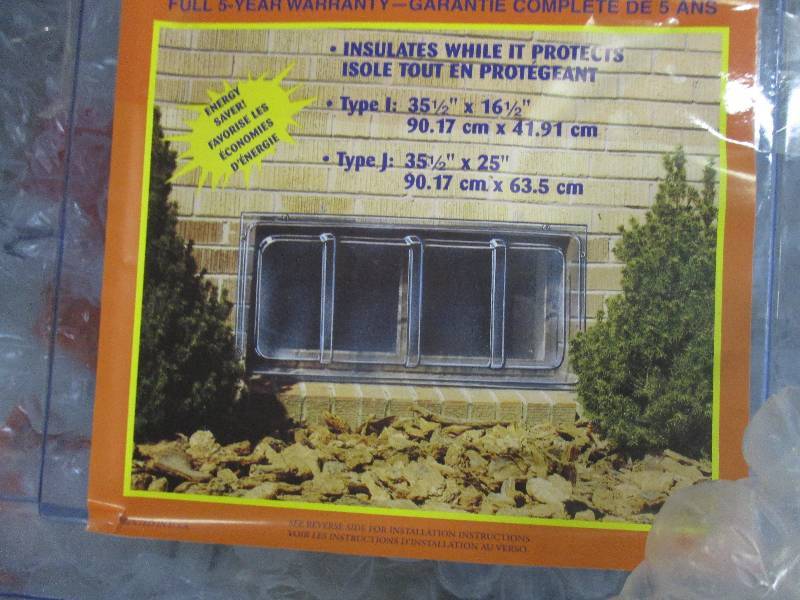 FULL 5-YEAR WARRANTY—GARANTIE COMPLÈTE DE 5 ANS
• INSULATES WHILE IT PROTECTS
ISOLE TOUT EN PROTÉGEANT
ENERGY
SAVER!
FAVORISE LES
ÉCONOMIES
D'ÉNERGIE
• Type I: 35½" x 16½"
90.17 cm x 41.91 cm
• Type J: 35½" x 25"
90.17 cm x 63.5 cm
PRINTED IN U.S.A.
SEE REVERSE SIDE FOR INSTALLATION INSTRUCTIONS
VOIR LES INSTRUCTIONS D'INSTALLATION AU VERSO.